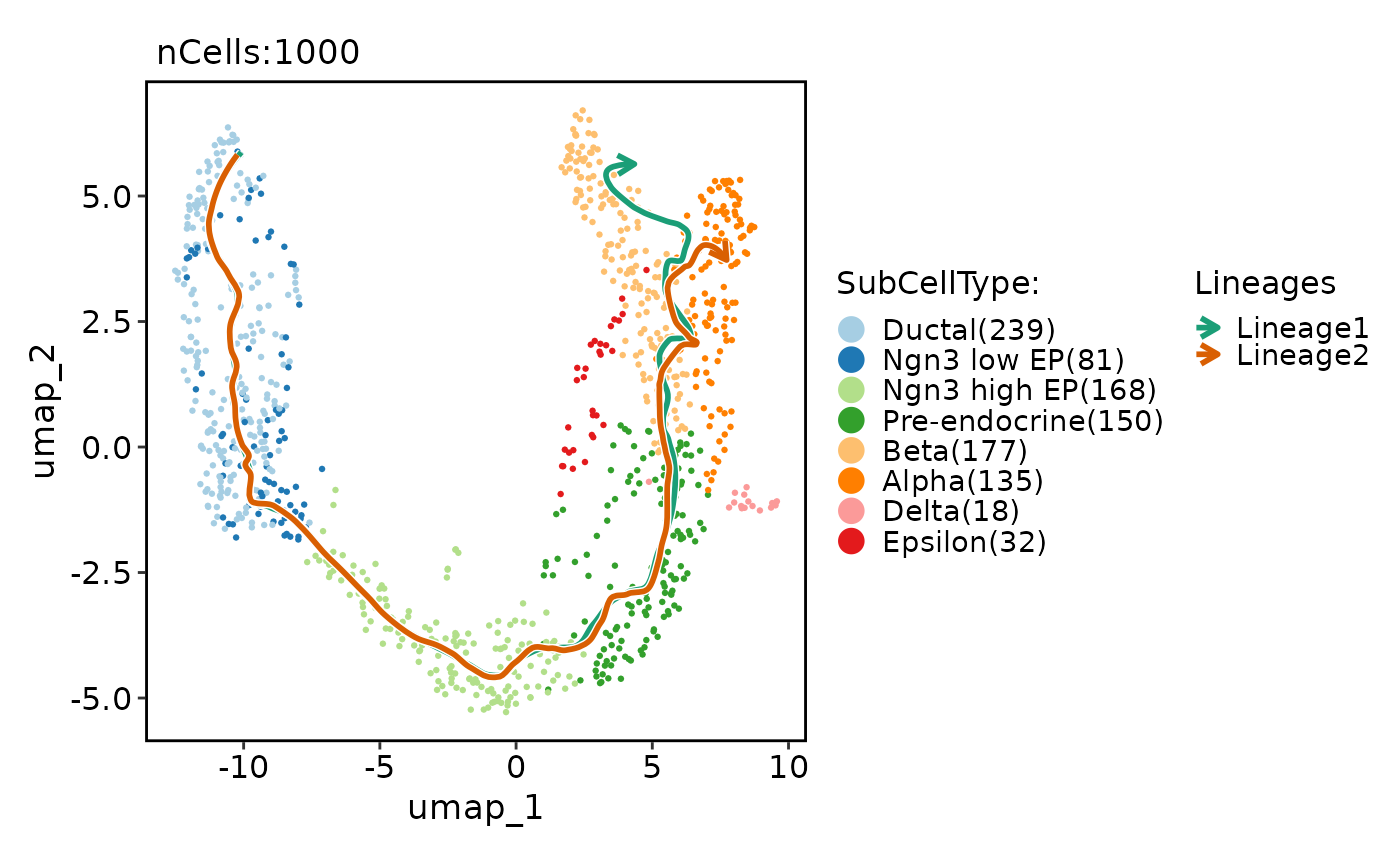 nCells:1000
umap_2
5.0
2.5
0.0
-2.5
-5.0
-10
-5
0
5
10
umap_1
SubCellType:
Ductal(239)
Ngn3 low EP(81)
Ngn3 high EP(168)
Pre-endocrine(150)
Beta(177)
Alpha(135)
Delta(18)
Epsilon(32)
Lineages
Lineage1
Lineage2